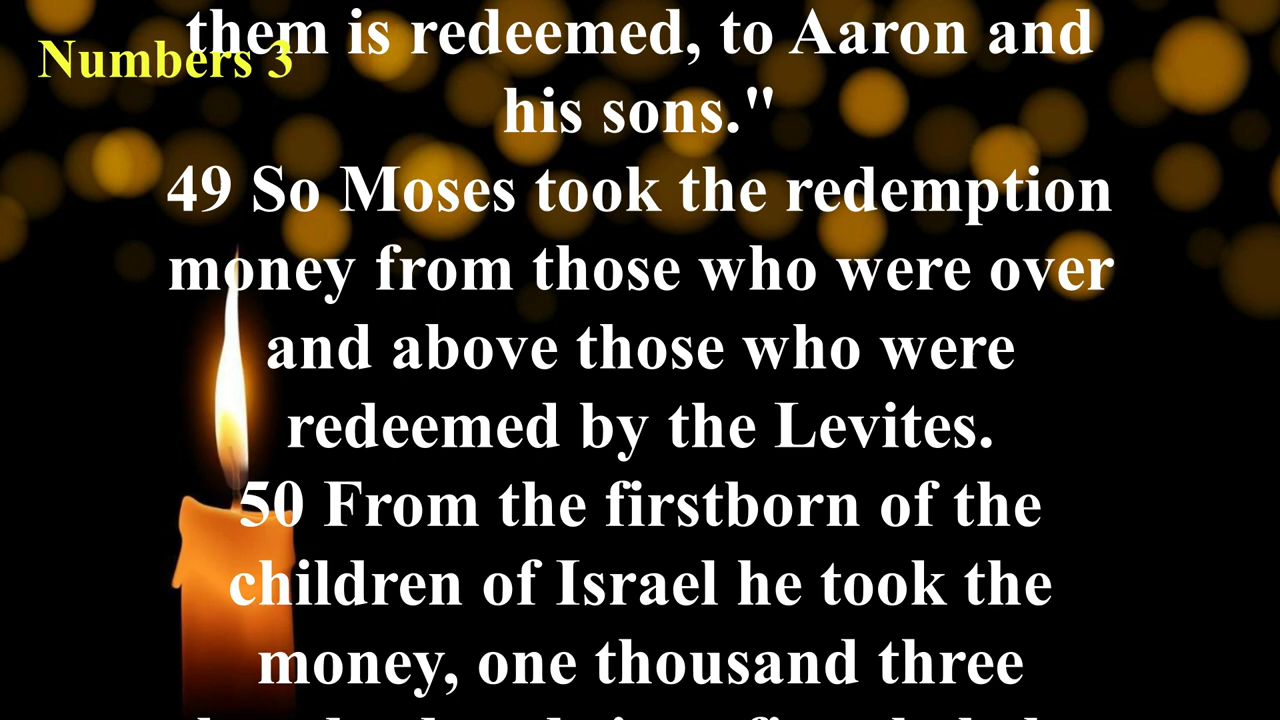 Numbers 3
them is redeemed, to Aaron and
his sons."
49 So Moses took the redemption
money from those who were over
and above those who were
redeemed by the Levites.
50 From the firstborn of the
children of Israel he took the
money, one thousand three